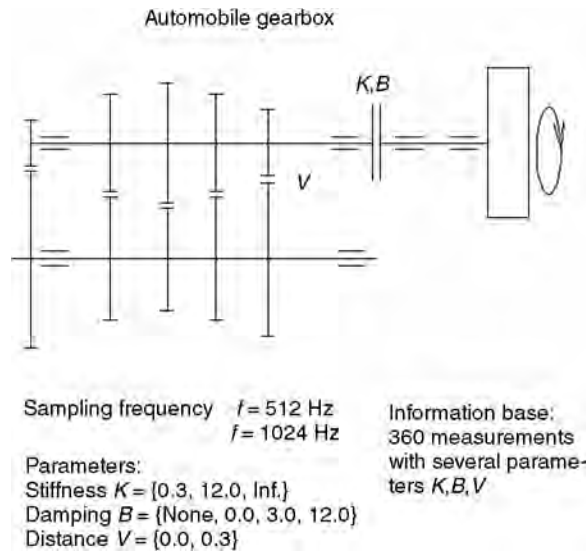 Automobile gearbox
K,B
V
Sampling frequency f = 512 Hz
f = 1024 Hz
Parameters:
Stiffness K = {0.3, 12.0, Inf.}
Damping B = {None, 0.0, 3.0, 12.0}
Distance V = {0.0, 0.3}
Information base:
360 measurements
with several parame-
ters K,B,V